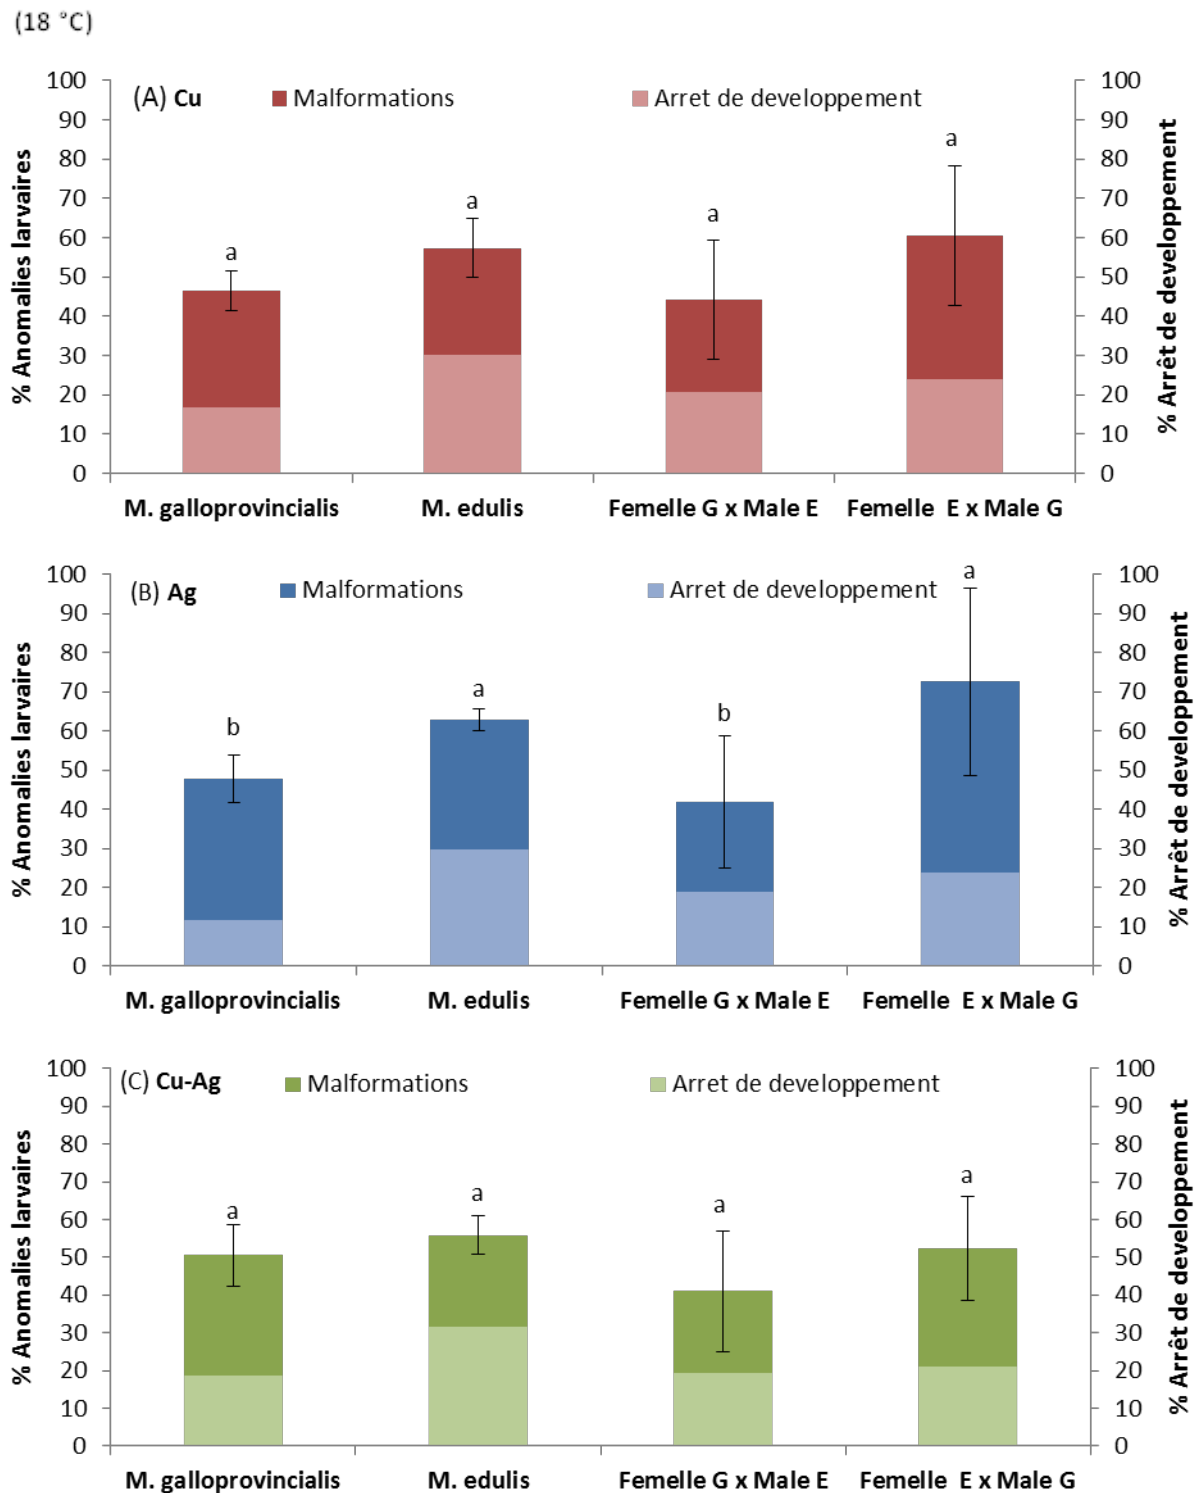 (18 °C)
(A) Cu
Malformations
Arret de developpement
% Anomalies larvaires
100
90
80
70
60
50
40
30
20
10
0
a
a
a
a
100
90
80
70
60
50
40
30
20
10
0
% Arrêt de developpement
M. galloprovincialis
M. edulis
Femelle G x Male E
Femelle E x Male G
(B) Ag
Malformations
Arret de developpement
% Anomalies larvaires
100
90
80
70
60
50
40
30
20
10
0
b
a
b
a
100
90
80
70
60
50
40
30
20
10
0
% Arrêt de developpement
M. galloprovincialis
M. edulis
Femelle G x Male E
Femelle E x Male G
(C) Cu-Ag
Malformations
Arret de developpement
% Anomalies larvaires
100
90
80
70
60
50
40
30
20
10
0
a
a
a
a
100
90
80
70
60
50
40
30
20
10
0
% Arrêt de developpement
M. galloprovincialis
M. edulis
Femelle G x Male E
Femelle E x Male G